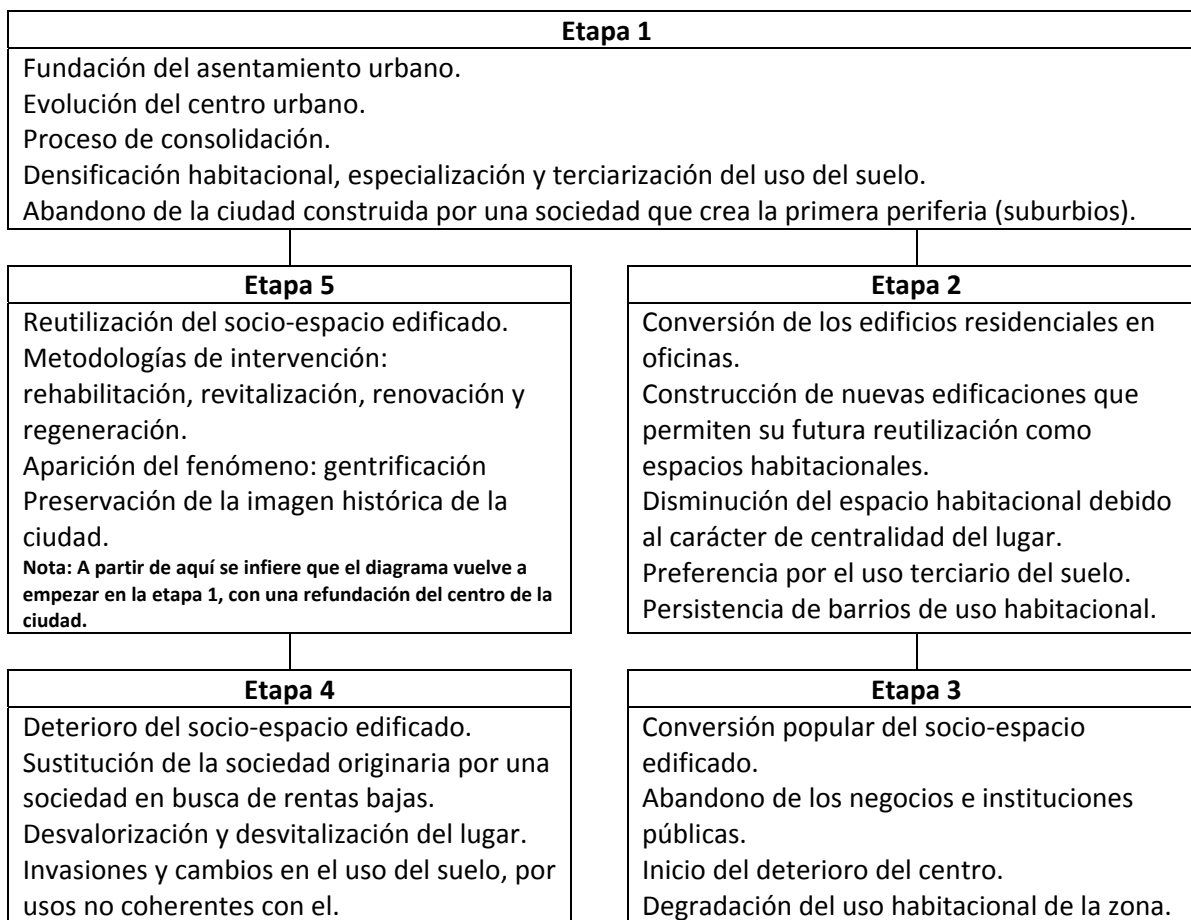 Etapa 1
Fundación del asentamiento urbano.
Evolución del centro urbano.
Proceso de consolidación.
Densificación habitacional, especialización y terciarización del uso del suelo.
Abandono de la ciudad construida por una sociedad que crea la primera periferia (suburbios).
Etapa 5
Reutilización del socio-espacio edificado.
Metodologías de intervención:
rehabilitación, revitalización, renovación y
regeneración.
Aparición del fenómeno: gentrificación
Preservación de la imagen histórica de la
ciudad.
Nota: A partir de aquí se infiere que el diagrama vuelve a
empezar en la etapa 1, con una refundación del centro de la
ciudad.
Etapa 2
Conversión de los edificios residenciales en
oficinas.
Construcción de nuevas edificaciones que
permiten su futura reutilización como
espacios habitacionales.
Disminución del espacio habitacional debido
al carácter de centralidad del lugar.
Preferencia por el uso terciario del suelo.
Persistencia de barrios de uso habitacional.
Etapa 4
Deterioro del socio-espacio edificado.
Sustitución de la sociedad originaria por una
sociedad en busca de rentas bajas.
Desvalorización y desvitalización del lugar.
Invasiones y cambios en el uso del suelo, por
usos no coherentes con el.
Etapa 3
Conversión popular del socio-espacio
edificado.
Abandono de los negocios e instituciones
públicas.
Inicio del deterioro del centro.
Degradación del uso habitacional de la zona.